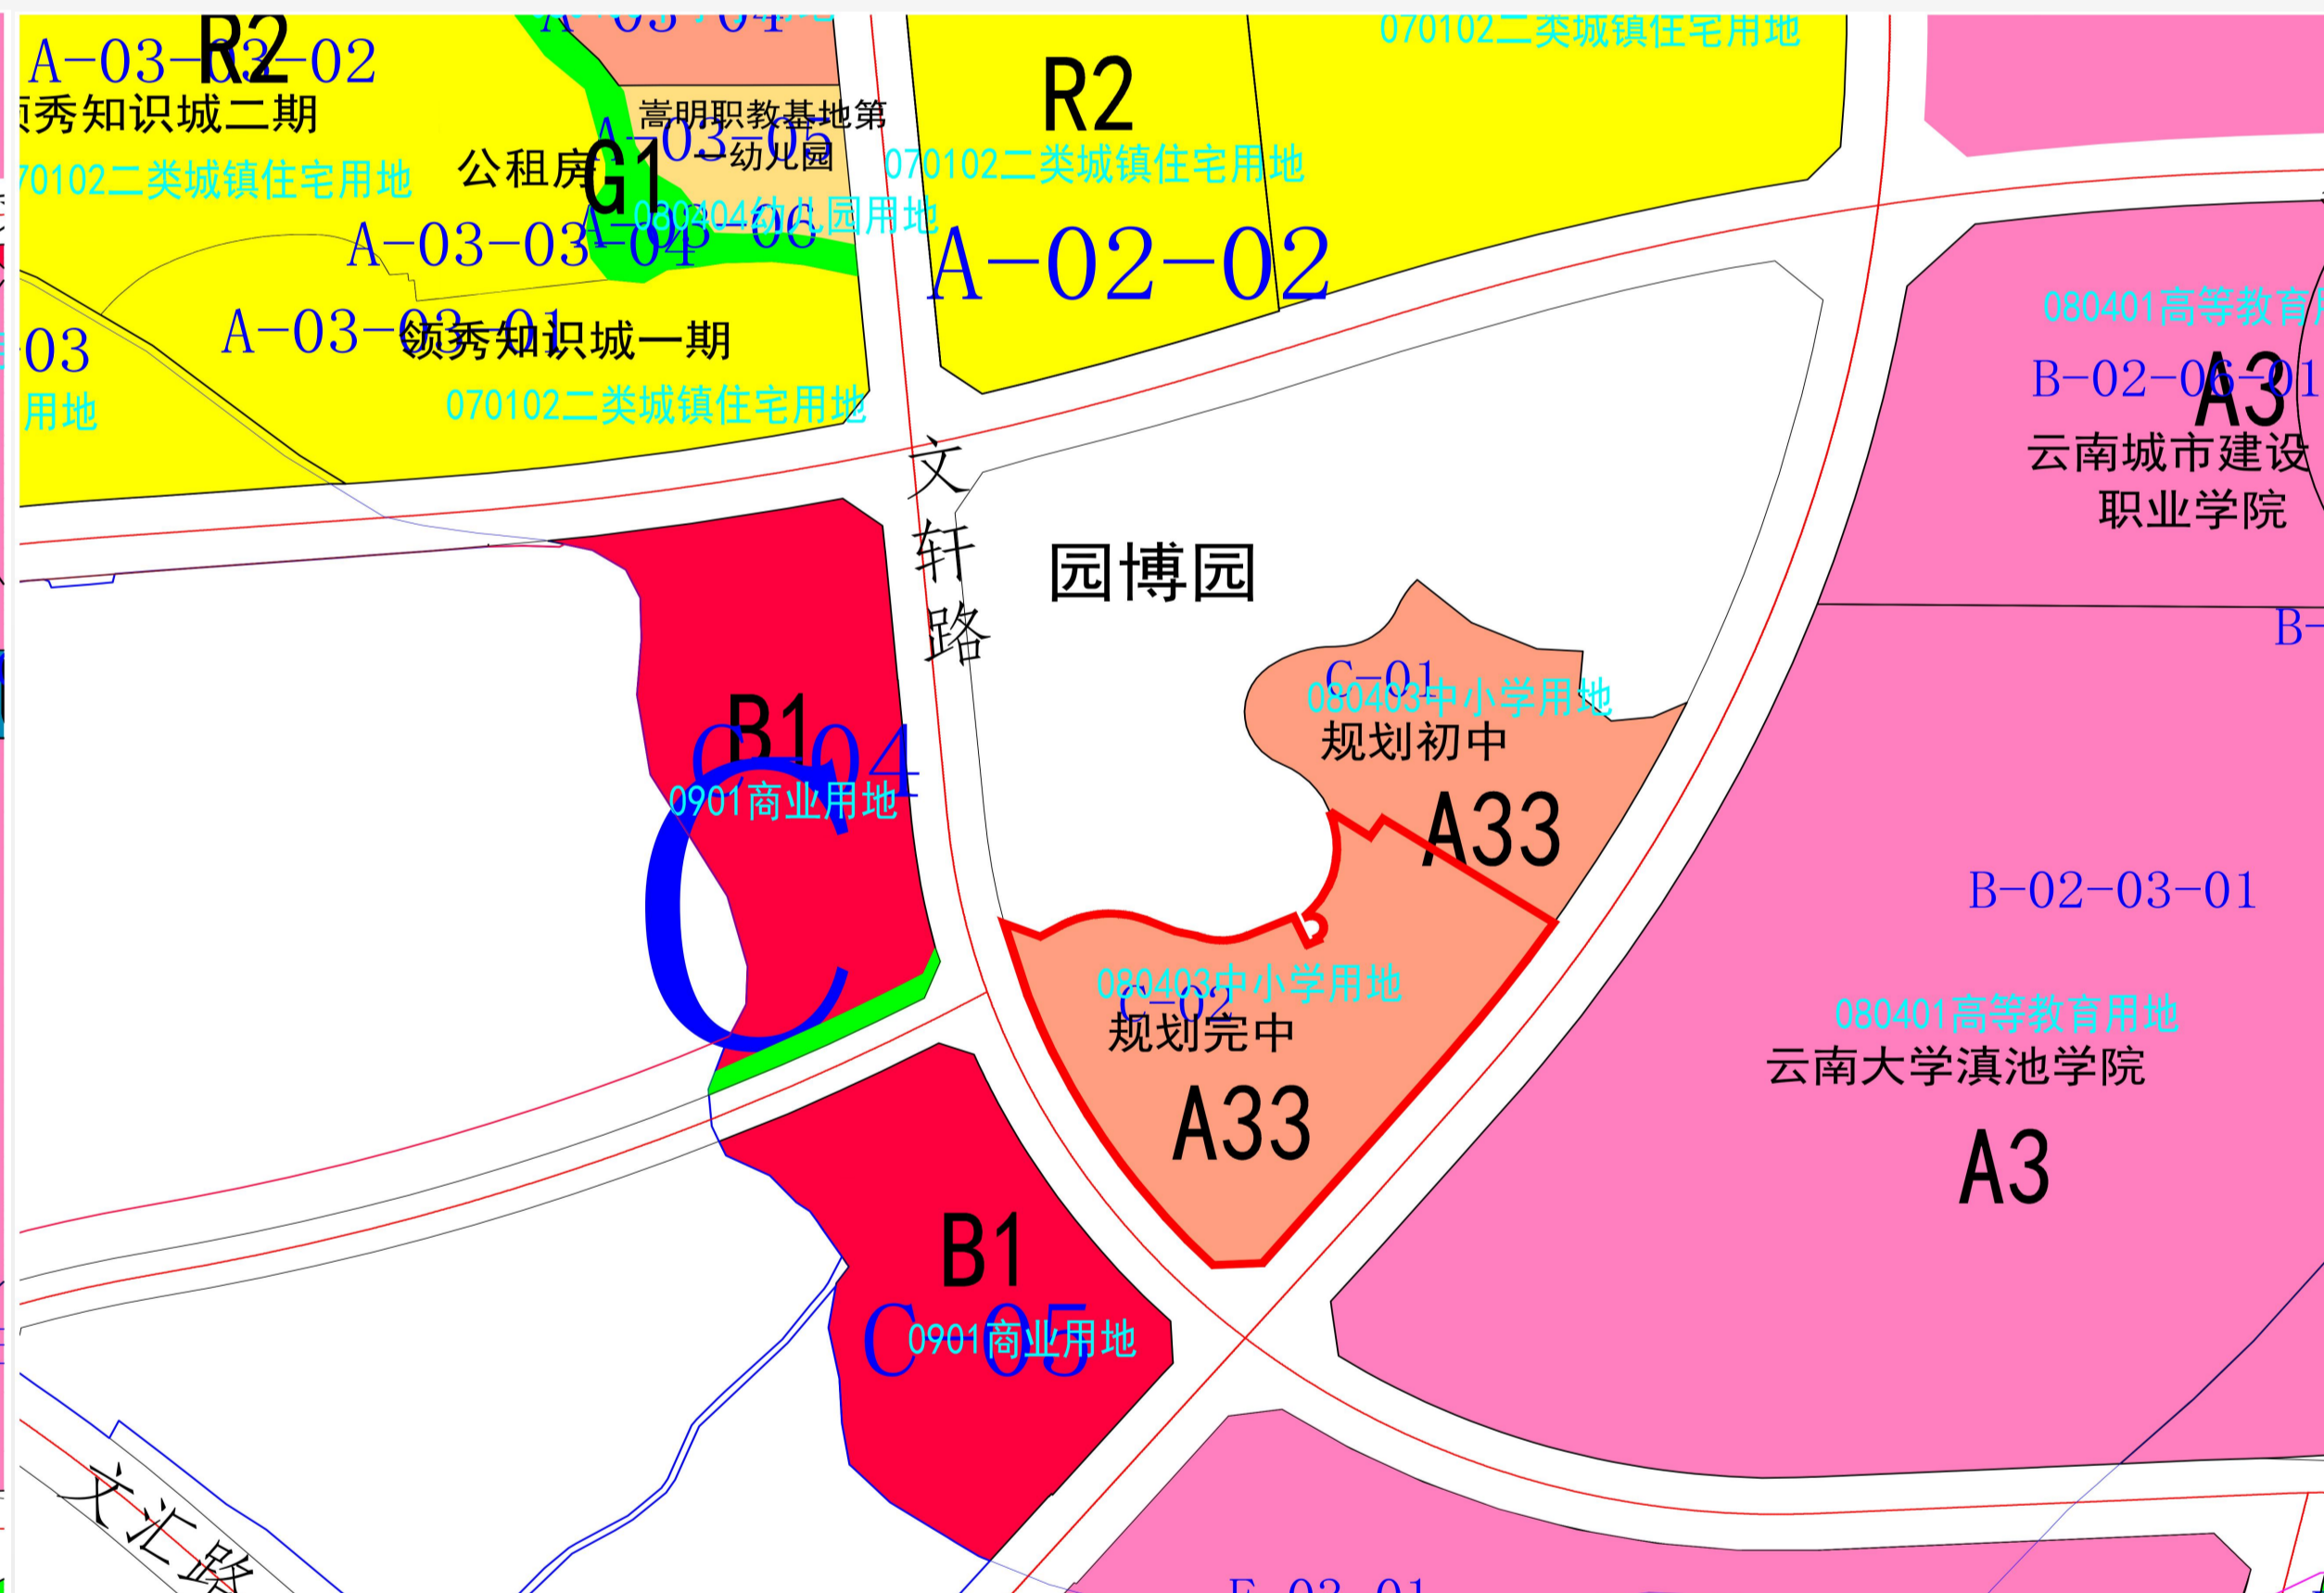 A-03-04
070102二类城镇住宅用地
R2
A-03-03-02
领秀知识城二期
070102二类城镇住宅用地
嵩明职教基地第
一幼儿园
A-03-05
公租房
G1
080404幼儿园用地
A-03-06
A-03-03-04
R2
070102二类城镇住宅用地
A-02-02
A-03-03-01
领秀知识城一期
070102二类城镇住宅用地
-03
用地
080401高等教育用
B-02-06-01
A3
云南城市建设
职业学院
文轩路
园博园
B-
C-01
080403中小学用地
规划初中
A33
B1
C-04
0901商业用地
C
B-02-03-01
080403中小学用地
C-02
规划完中
A33
080401高等教育用地
云南大学滇池学院
A3
B1
C-05
0901商业用地
文汇路